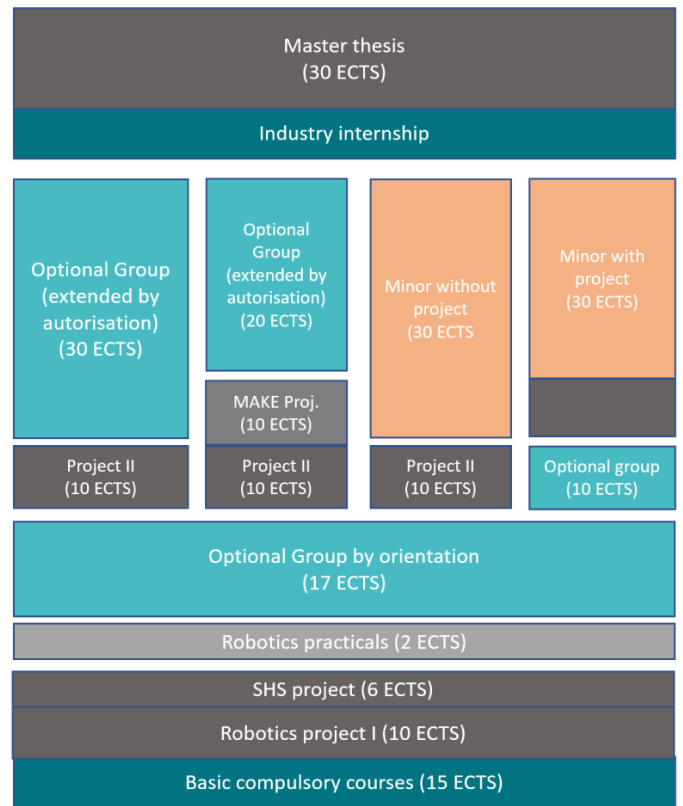 Master thesis
(30 ECTS)
Industry internship
Optional Group
(extended by
autorisation)
(30 ECTS)
Optional
Group
(extended by
autorisation)
(20 ECTS)
Minor without
project
(30 ECTS
Minor with
project
(30 ECTS)
MAKE Proj.
(10 ECTS)
Project II
(10 ECTS)
Project II
(10 ECTS)
Project II
(10 ECTS)
Optional group
(10 ECTS)
Optional Group by orientation
(17 ECTS)
Robotics practicals (2 ECTS)
SHS project (6 ECTS)
Robotics project I (10 ECTS)
Basic compulsory courses (15 ECTS)